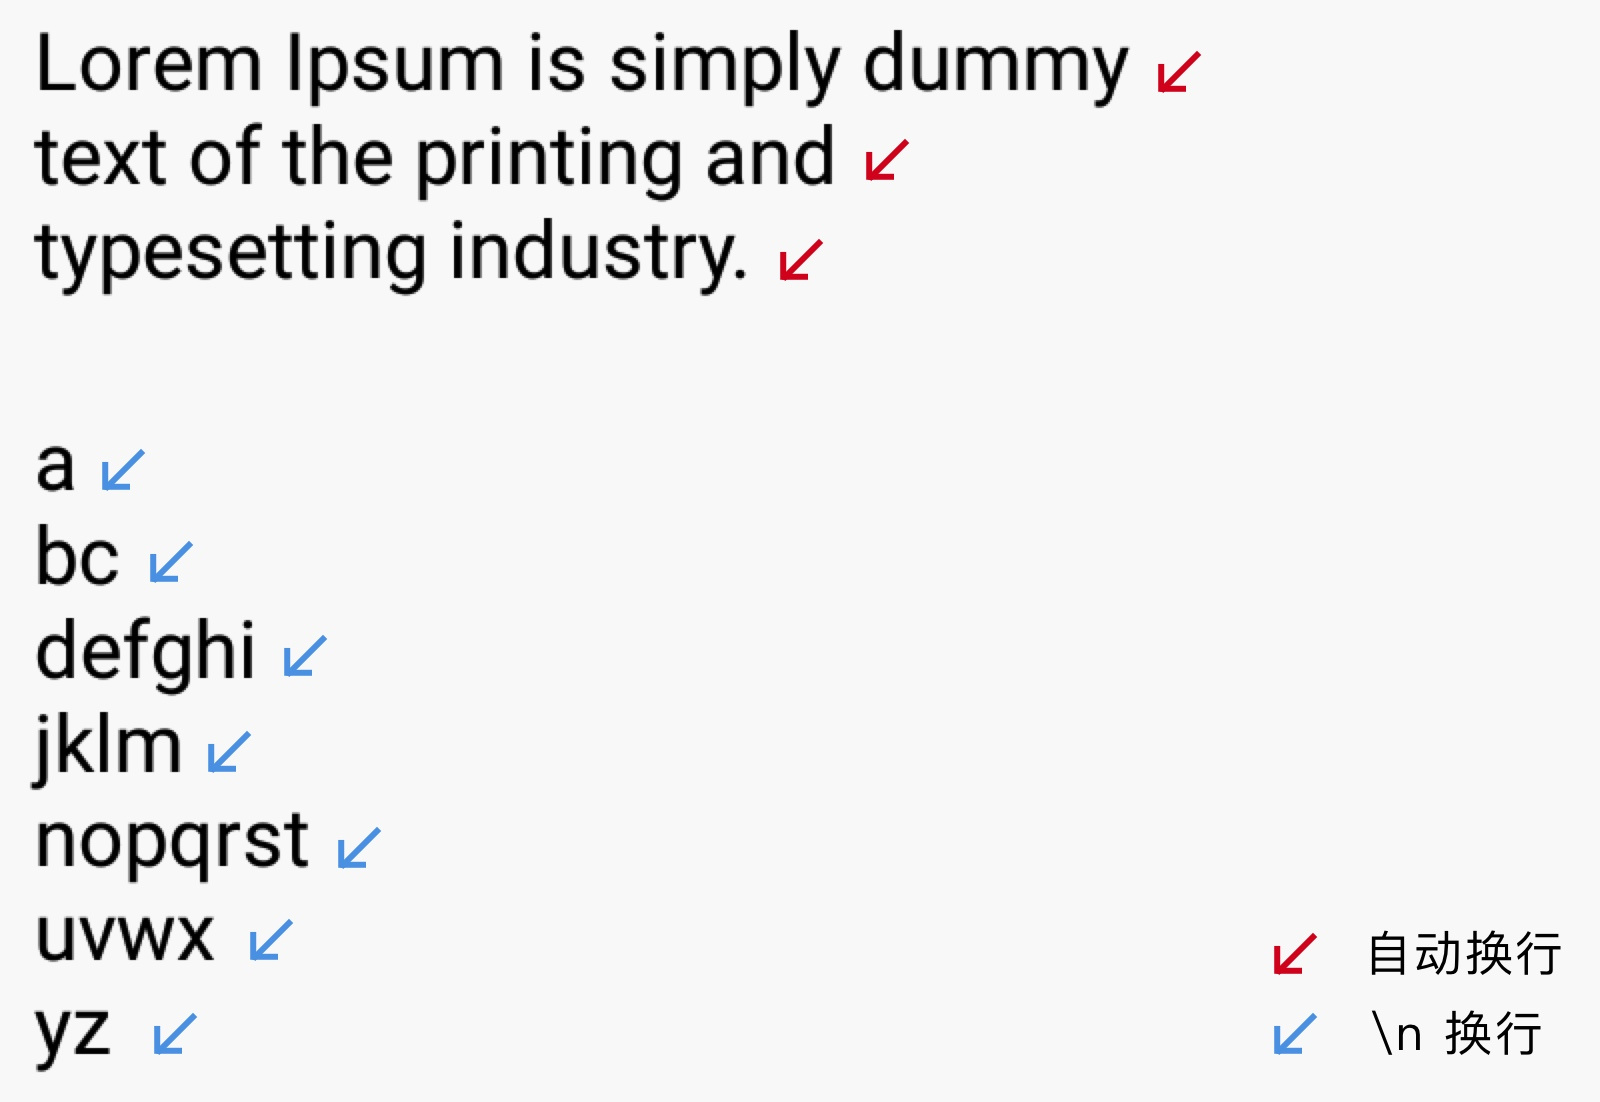 Lorem Ipsum is simply dummy
text of the printing and
typesetting industry.
a
bc
defghi
jklm
nopqrst
uvwx
yz
自动换行
\n 换行